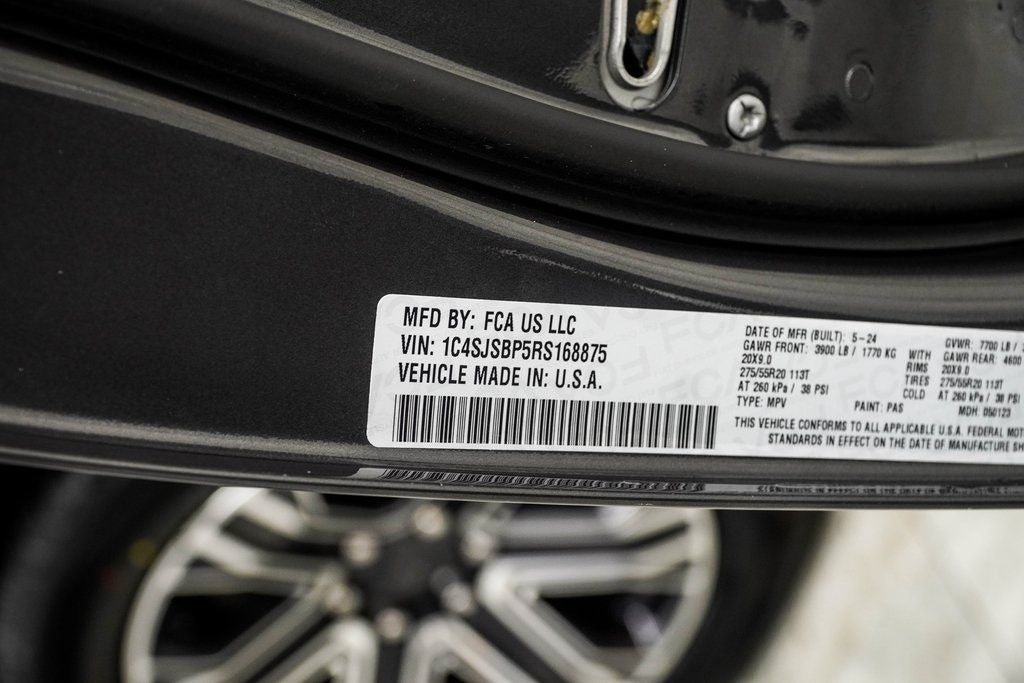 MFD BY: FCA US LLC
VIN: 1C4SJSBP5RS168875
VEHICLE MADE IN: U.S.A.
DATE OF MFR (BUILT): 5-24
GVWR: 7700 LB /
GAWR FRONT: 3900 LB / 1770 KG WITH GAWR REAR: 4600
20X9.0 RIMS 20X9.0
275/55R20 113T TIRES 275/55R20 113T
AT 260 kPa / 38 PSI COLD AT 260 kPa / 38 PSI
TYPE: MPV PAINT: PAS MDH: 050123
THIS VEHICLE CONFORMS TO ALL APPLICABLE U.S.A. FEDERAL MOT
STANDARDS IN EFFECT ON THE DATE OF MANUFACTURE SH